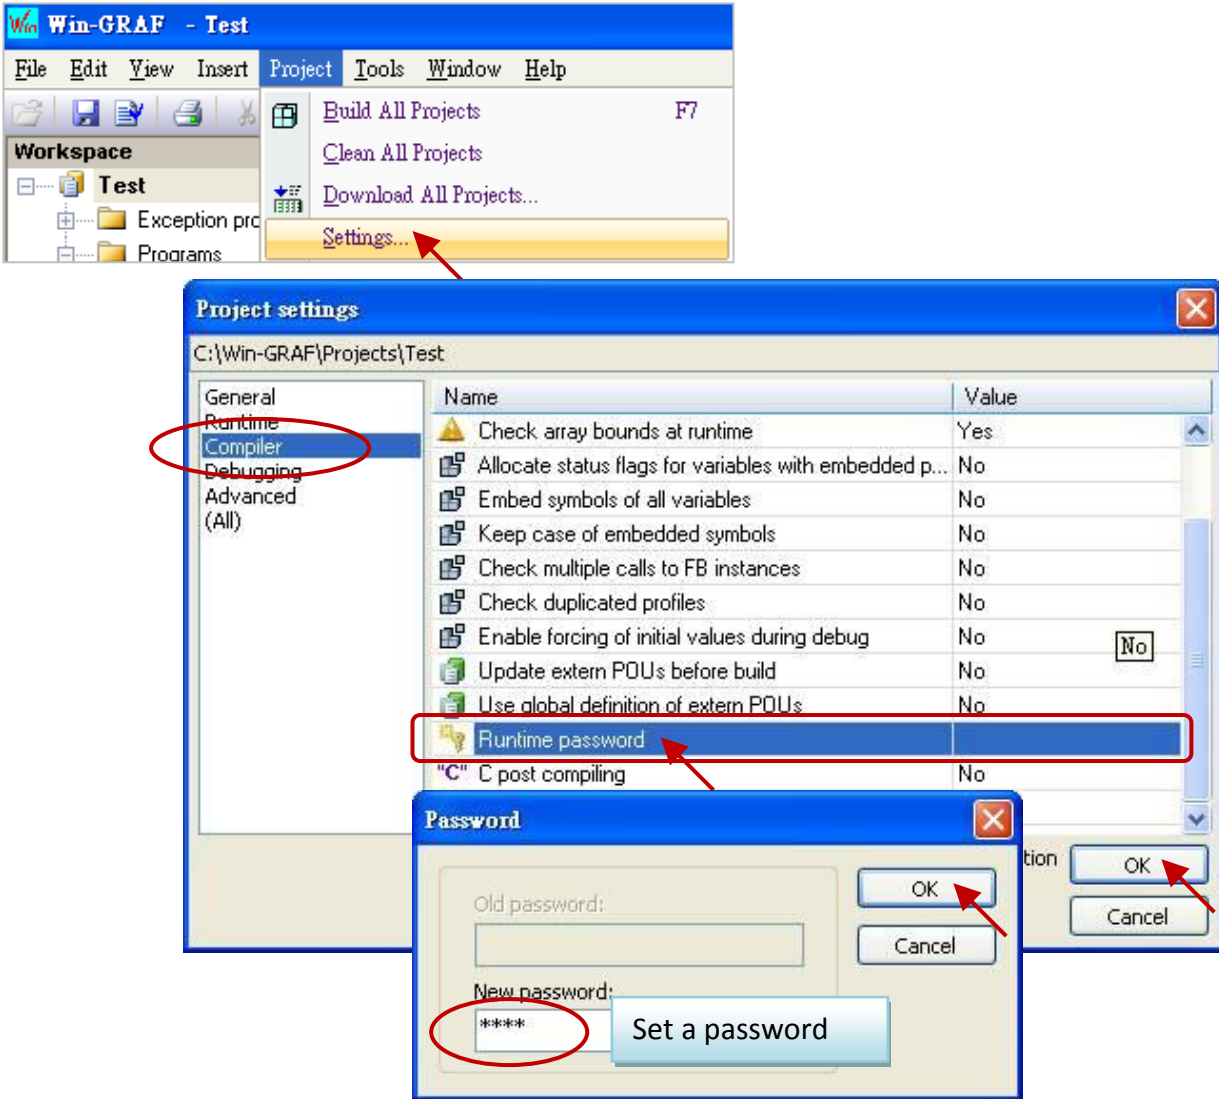 Win Win-GRAF - Test
File Edit View Insert Project Tools Window Help
Build All Projects F7
Workspace
Clean All Projects
Test
Download All Projects...
Exception pro
Settings...
Programs
Project settings
C:\Win-GRAF\Projects\Test
General
Runtime
Compiler
Debugging
Advanced
(All)
Name Value
Check array bounds at runtime Yes
Allocate status flags for variables with embedded p... No
Embed symbols of all variables No
Keep case of embedded symbols No
Check multiple calls to FB instances No
Check duplicated profiles No
Enable forcing of initial values during debug No
No
Update extern POUs before build No
Use global definition of extern POUs No
Runtime password
"C" C post compiling No
Password
tion OK
Cancel
Old password:
OK
Cancel
New password:
****
Set a password